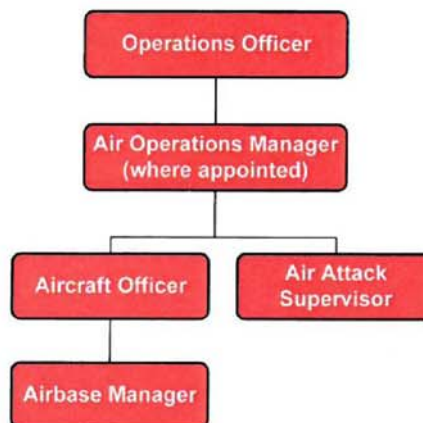 Operations Officer
Air Operations Manager
(where appointed)
Aircraft Officer
Air Attack
Supervisor
Airbase Manager